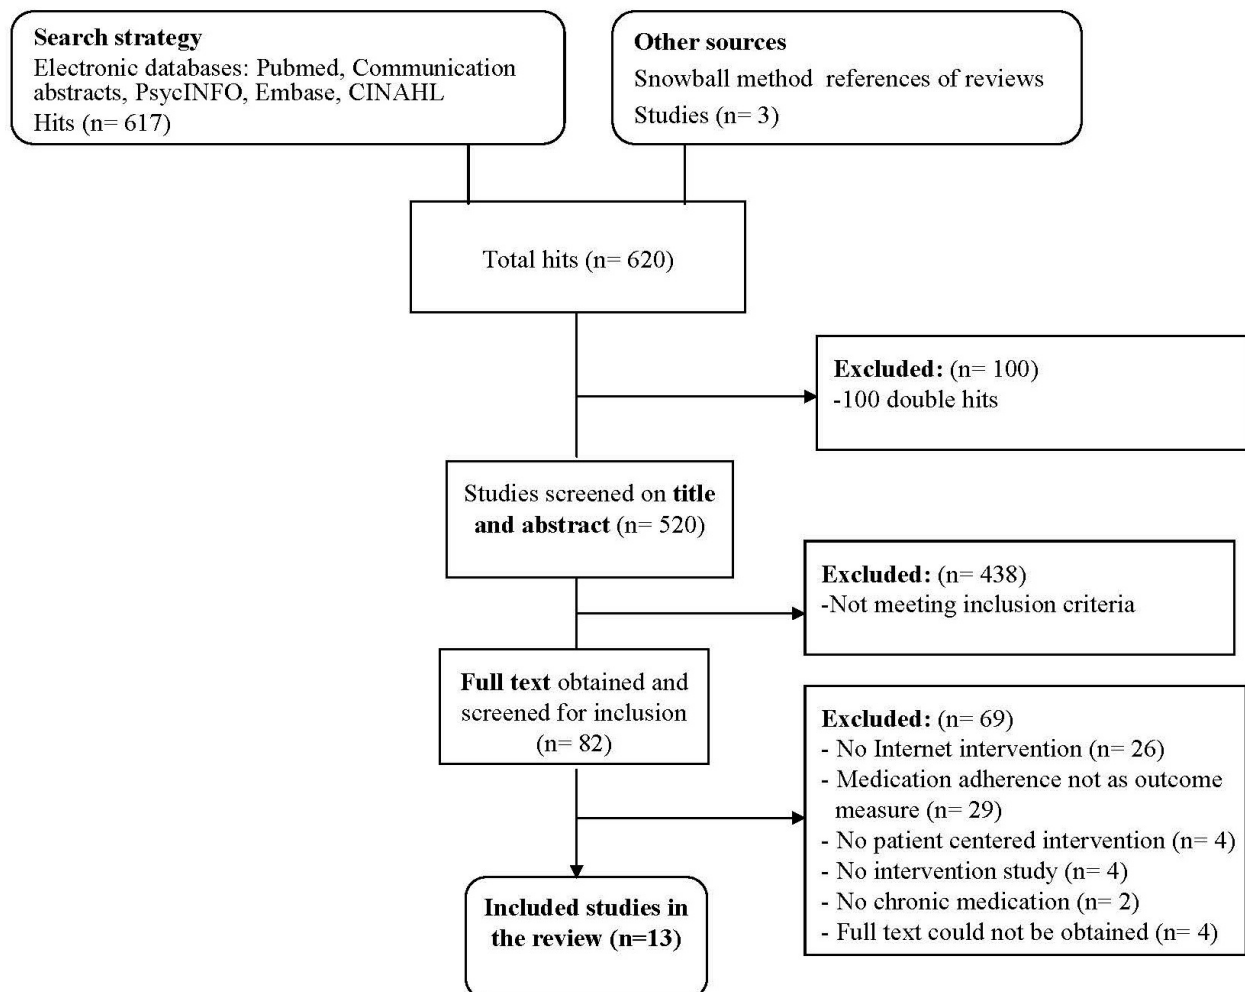 Search strategy
Electronic databases: Pubmed, Communication
abstracts, PsycINFO, Embase, CINAHL
Hits (n= 617)
Other sources
Snowball method references of reviews
Studies (n= 3)
Total hits (n= 620)
Excluded: (n= 100)
-100 double hits
Studies screened on title
and abstract (n= 520)
Excluded: (n= 438)
-Not meeting inclusion criteria
Full text obtained and
screened for inclusion
(n= 82)
Excluded: (n= 69)
- No Internet intervention (n= 26)
- Medication adherence not as outcome
measure (n= 29)
- No patient centered intervention (n= 4)
- No intervention study (n= 4)
- No chronic medication (n= 2)
- Full text could not be obtained (n= 4)
Included studies in
the review (n=13)